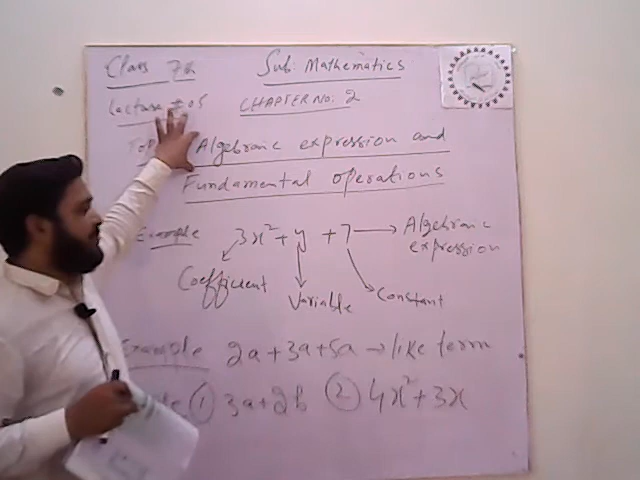 Class 7th Sub: Mathematics
Lecture # 05 CHAPTER NO. 2
Algebraic expression and
Fundamental operations
Example 3x²+y +7 → Algebraic expression
Coefficient Variable Constant
Example 2a+3a+5a → like term
① 3a+2b ② 4x²+3x